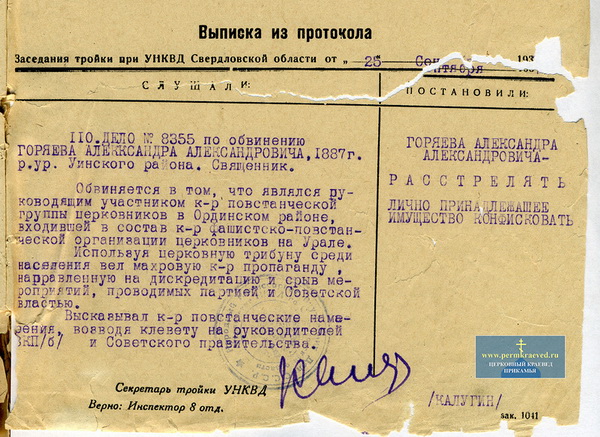 Выписка из протокола
Заседания тройки при УНКВД Свердловской области от „ 25 Сентября 193
СЛУШАЛИ:
110. ДЕЛО № 8355 по обвинению
ГОРЯЕВА АЛЕКСАНДРА АЛЕКСАНДРОВИЧА, 1887г.
р. ур. Уинского района. Священник.
Обвиняется в том, что являлся ру-
ководящим участником к-р повстанческой
группы церковников в Ординском районе,
входившей в состав к-р фашистско-повстан-
ческой организации церковников на Урале.
Используя церковную трибуну среди
населения вел махровую к-р пропаганду,
направленную на дискредитацию и срыв ме-
роприятий, проводимых партией и Советской
властью.
Высказывал к-р повстанческие наме-
рения, возводя клевету на руководителей
ВКП/б/ и Советского правительства.
ПОСТАНОВИЛИ:
ГОРЯЕВА АЛЕКСАНДРА
АЛЕКСАНДРОВИЧА-
РАССТРЕЛЯТЬ
ЛИЧНО ПРИНАДЛЕЖАЩЕЕ
ИМУЩЕСТВО КОНФИСКОВАТЬ
Секретарь тройки УНКВД
Верно: Инспектор 8 отд.
/КАЛУГИН/
зак. 1041
www.permkraeved.ru
ЦЕРКОВНЫЙ КРАЕВЕД
ПРИКАМЬЯ